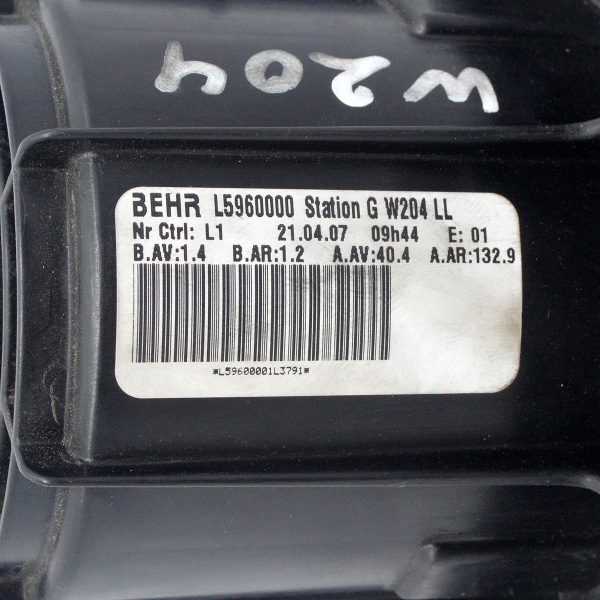 W204
BEHR L5960000 Station G W204 LL
Nr Ctrl: L1 21.04.07 09h44 E: 01
B.AV:1.4 B.AR:1.2 A.AV:40.4 A.AR:132.9
*L59600001L3791*